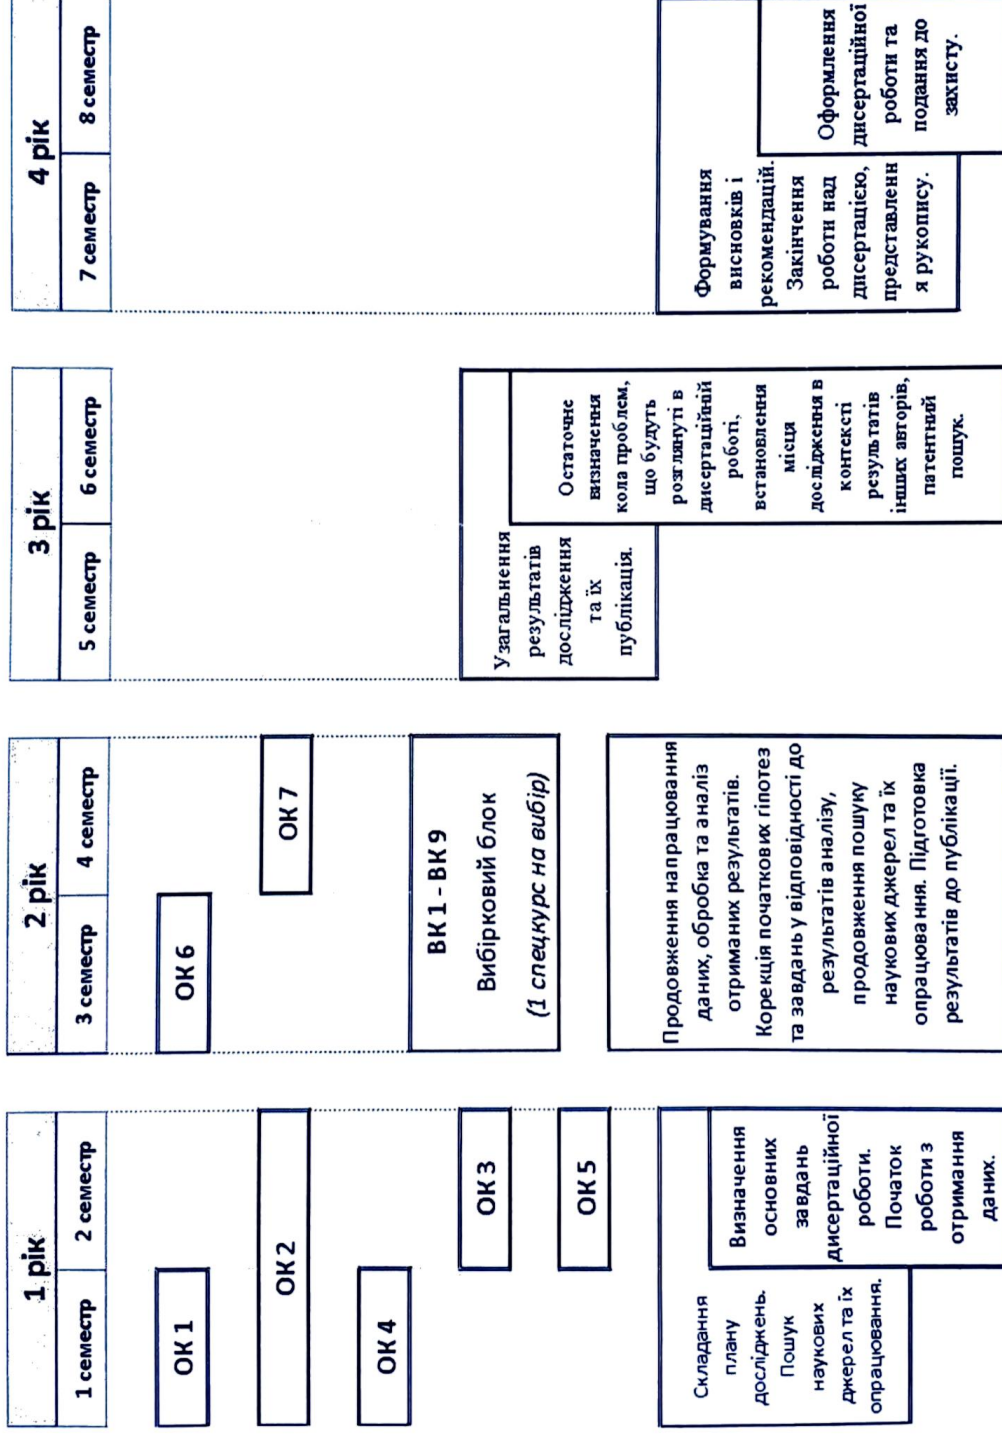 1 рік
1 семестр
2 семестр
ОК 1
ОК 2
ОК 4
ОК 3
ОК 5
Складання
плану
досліджень.
Пошук
наукових
джерел та їх
опрацювання.
Визначення
основних
завдань
дисертаційної
роботи.
Початок
роботи з
отримання
даних.
2 рік
3 семестр
4 семестр
ОК 6
ОК 7
ВК 1 - ВК 9
Вибірковий блок
(1 спецкурс на вибір)
Продовження напрацювання
даних, обробка та аналіз
отриманих результатів.
Корекція початкових гіпотез
та завдань у відповідності до
результатів аналізу,
продовження пошуку
наукових джерел та їх
опрацюва ння. Підготовка
результатів до публікації.
3 рік
5 семестр
6 семестр
Узагальнення
результатів
дослідження
та їх
публікація.
Остаточне
визначення
кола проблем,
що будуть
розглянуті в
дисертаційній
роботі,
встановлення
місця
дослідження в
контексті
результатів
інших авторів,
патентний
пошук.
4 рік
7 семестр
8 семестр
Формування
висновків і
рекомендацій.
Закінчення
роботи над
дисертацією,
представленн
я рукопису.
Оформлення
дисертаційної
роботи та
подання до
захисту.